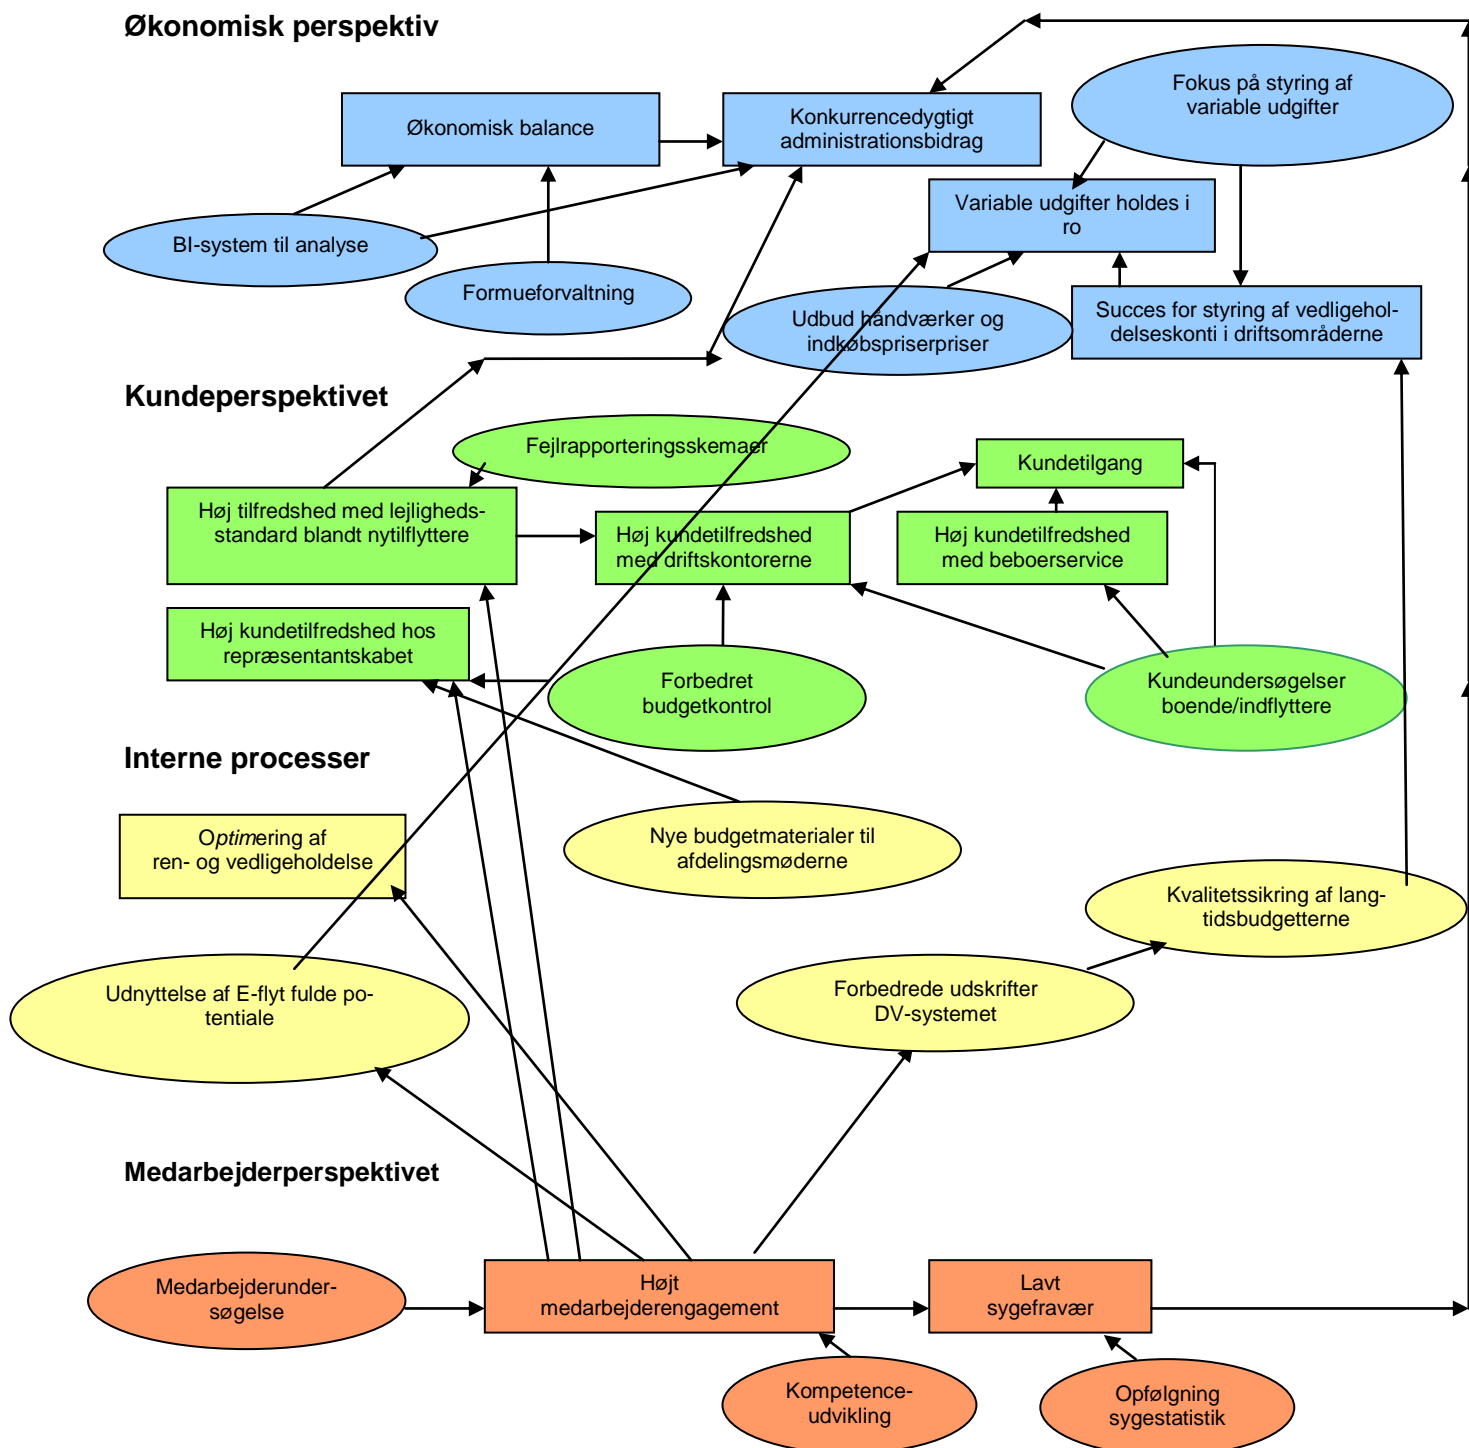 Økonomisk perspektiv
Fokus på styring af
variable udgifter
Økonomisk balance
Konkurrencedygtigt
administrationsbidrag
Variable udgifter holdes i
ro
BI-system til analyse
Formueforvaltning
Udbud håndværker og
indkøbspriserpriser
Succes for styring af vedligehol-
delseskonti i driftsområderne
Kundeperspektivet
Fejlrapporteringsskemaer
Kundetilgang
Høj tilfredshed med lejligheds-
standard blandt nytilflyttere
Høj kundetilfredshed
med driftskontorerne
Høj kundetilfredshed
med beboerservice
Høj kundetilfredshed hos
repræsentantskabet
Forbedret
budgetkontrol
Kundeundersøgelser
boende/indflyttere
Interne processer
Optimering af
ren- og vedligeholdelse
Nye budgetmaterialer til
afdelingsmøderne
Kvalitetssikring af lang-
tidsbudgetterne
Udnyttelse af E-flyt fulde po-
tentiale
Forbedrede udskrifter
DV-systemet
Medarbejderperspektivet
Medarbejderunder-
søgelse
Højt
medarbejderengagement
Lavt
sygefravær
Kompetence-
udvikling
Opfølgning
sygestatistik